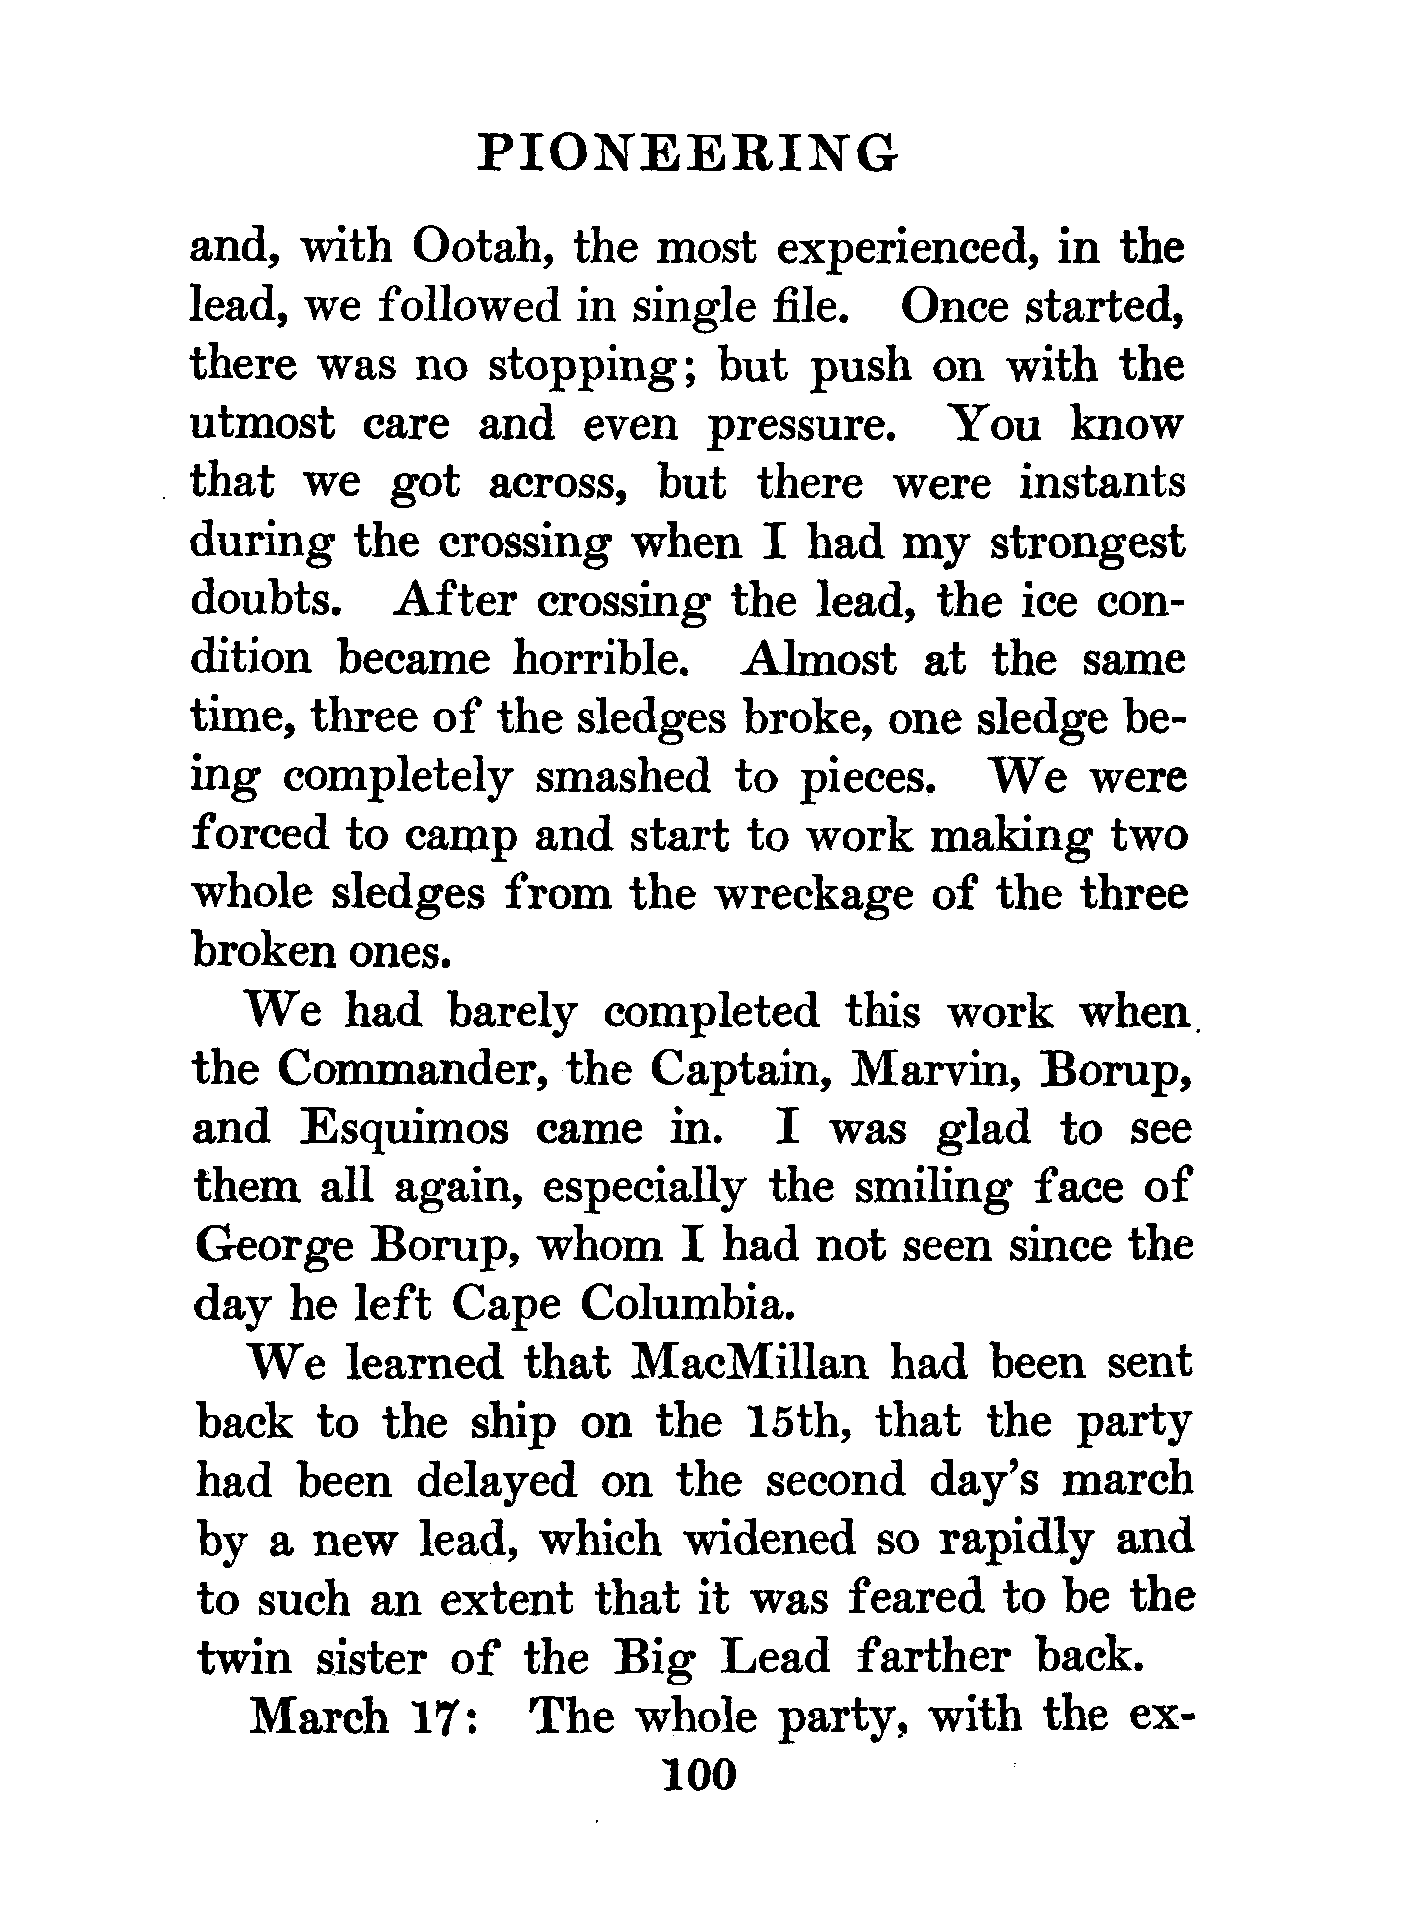 PIONEERING
and, with Ootah, the most experienced, in the
lead, we followed in single file. Once started,
there was no stopping; but push on with the
utmost care and even pressure. You know
that we got across, but there were instants
during the crossing when I had my strongest
doubts. After crossing the lead, the ice con-
dition became horrible. Almost at the same
time, three of the sledges broke, one sledge be-
ing completely smashed to pieces. We were
forced to camp and start to work making two
whole sledges from the wreckage of the three
broken ones.
We had barely completed this work when
the Commander, the Captain, Marvin, Borup,
and Esquimos came in. I was glad to see
them all again, especially the smiling face of
George Borup, whom I had not seen since the
day he left Cape Columbia.
We learned that MacMillan had been sent
back to the ship on the 15th, that the party
had been delayed on the second day's march
by a new lead, which widened so rapidly and
to such an extent that it was feared to be the
twin sister of the Big Lead farther back.
March 17: The whole party, with the ex-
100